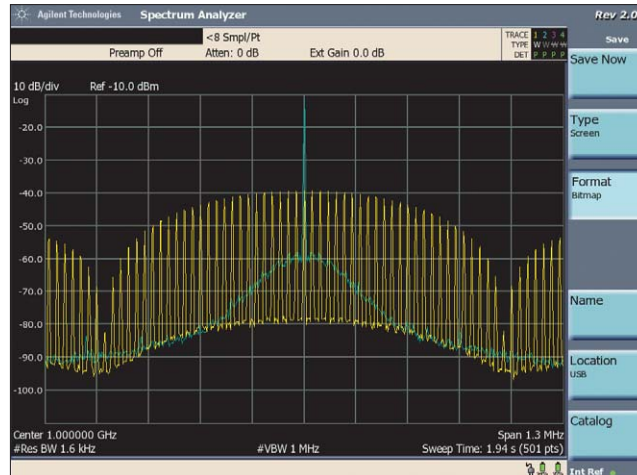 Agilent Technologies Spectrum Analyzer Rev 2.0
<8 Smpl/Pt
Preamp Off Atten: 0 dB Ext Gain 0.0 dB
TRACE 1 2 3 4
TYPE W W W W
DET P P P P
Save
Save Now
10 dB/div Ref -10.0 dBm
Log
-20.0
-30.0
-40.0
-50.0
-60.0
-70.0
-80.0
-90.0
-100.0
Type
Screen
Format
Bitmap
Name
Location
USB
Catalog
Center 1.000000 GHz Span 1.3 MHz
#Res BW 1.6 kHz #VBW 1 MHz Sweep Time: 1.94 s (501 pts)
Int Ref